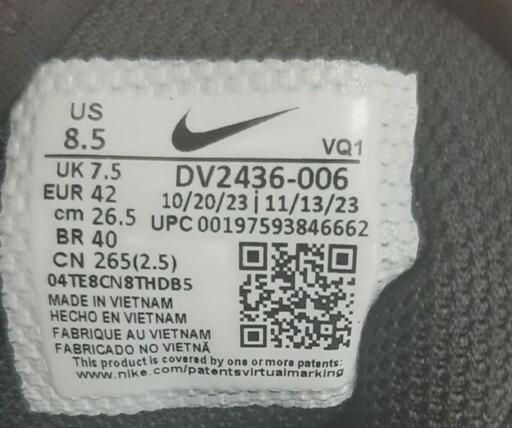 US
8.5
VQ1
UK 7.5
EUR 42
cm 26.5
BR 40
CN 265(2.5)
04TE8CN8THDB5
DV2436-006
10/20/23 | 11/13/23
UPC 00197593846662
MADE IN VIETNAM
HECHO EN VIETNAM
FABRIQUE AU VIETNAM
FABRICADO NO VIETNÃ
This product is covered by one or more patents:
www.nike.com/patentsvirtualmarking